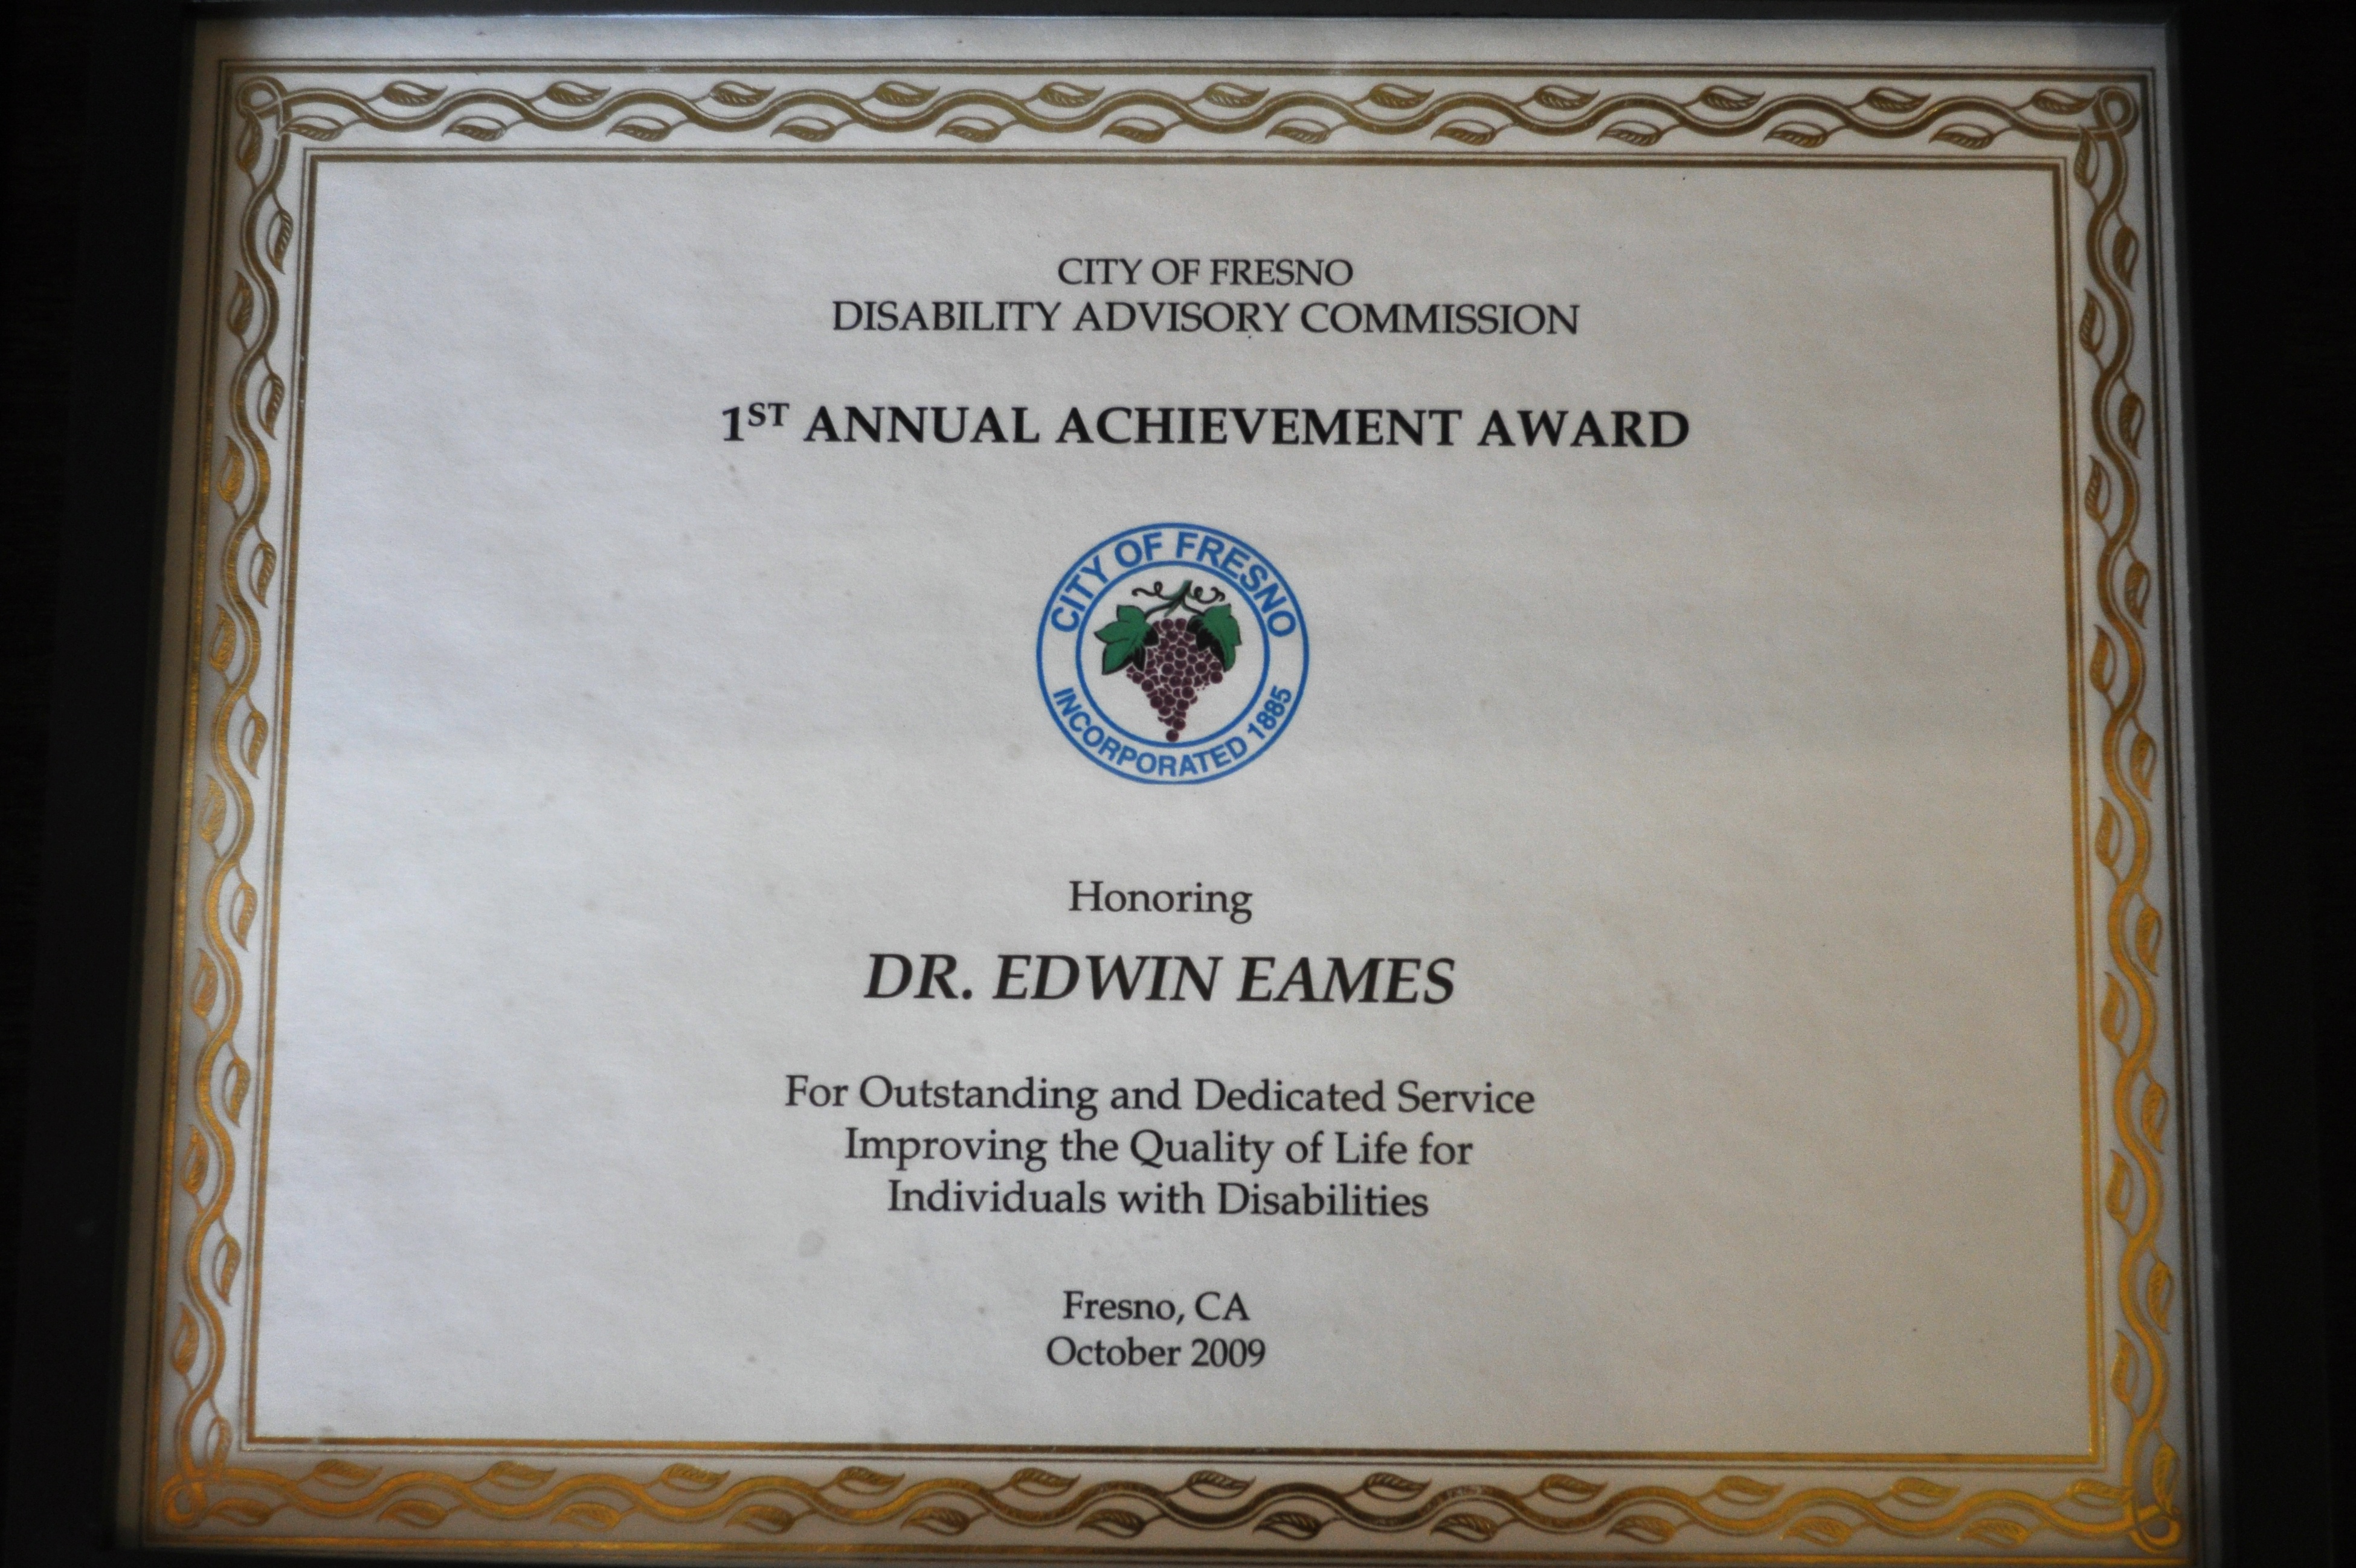 CITY OF FRESNO
DISABILITY ADVISORY COMMISSION
1ST ANNUAL ACHIEVEMENT AWARD
CITY OF FRESNO
INCORPORATED 1885
Honoring
DR. EDWIN EAMES
For Outstanding and Dedicated Service
Improving the Quality of Life for
Individuals with Disabilities
Fresno, CA
October 2009